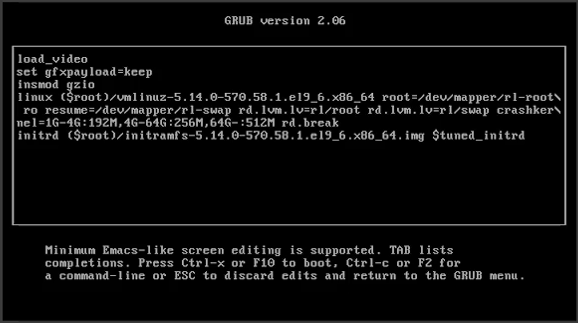 GRUB version 2.06
load_video
set gfxpayload=keep
insmod gzio
linux ($root)/vmlinuz-5.14.0-570.58.1.el9_6.x86_64 root=/dev/mapper/rl-root\
ro resume=/dev/mapper/rl-swap rd.lvm.lv=rl/root rd.lvm.lv=rl/swap crashker\
nel=1G-4G:192M,4G-64G:256M,64G-:512M rd.break
initrd ($root)/initramfs-5.14.0-570.58.1.el9_6.x86_64.img $tuned_initrd
Minimum Emacs-like screen editing is supported. TAB lists
completions. Press Ctrl-x or F10 to boot, Ctrl-c or F2 for
a command-line or ESC to discard edits and return to the GRUB menu.